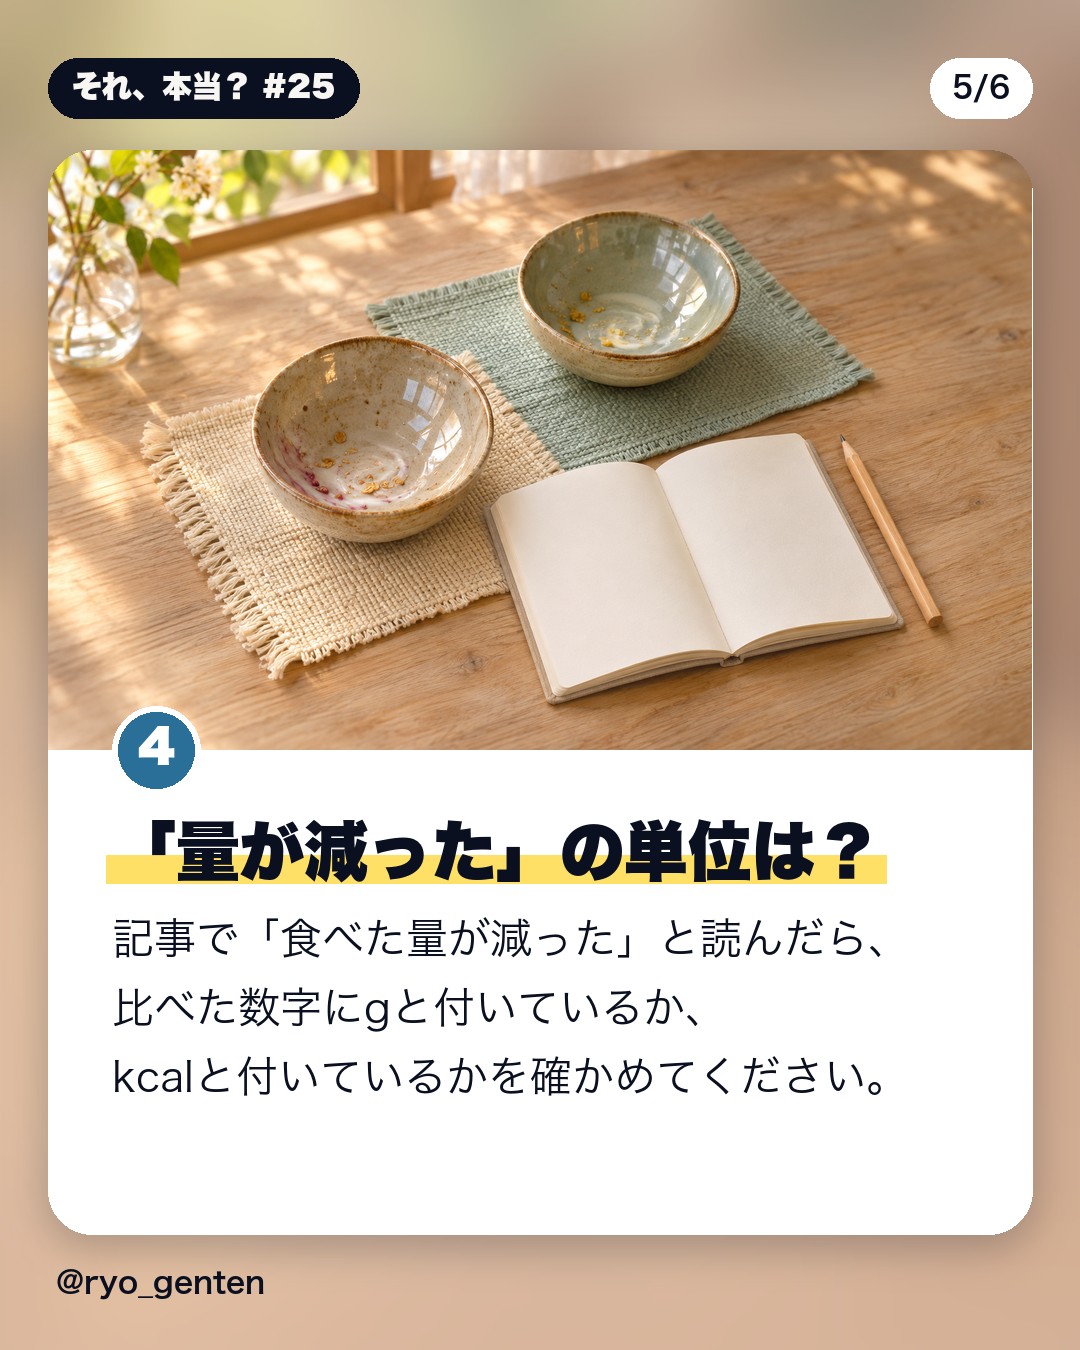 それ、本当？ #25
5/6
4
「量が減った」の単位は？
記事で「食べた量が減った」と読んだら、
比べた数字にgと付いているか、
kcalと付いているかを確かめてください。
@ryo_genten